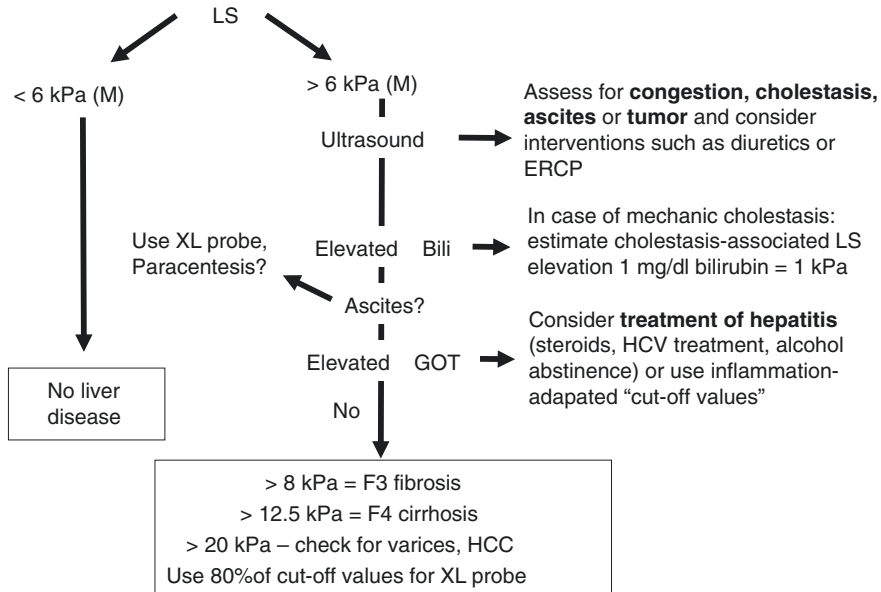 LS
< 6 kPa (M)
> 6 kPa (M)
Ultrasound
Assess for congestion, cholestasis,
ascites or tumor and consider
interventions such as diuretics or
ERCP
Elevated Bili
In case of mechanic cholestasis:
estimate cholestasis-associated LS
elevation 1 mg/dl bilirubin = 1 kPa
Use XL probe,
Paracentesis?
Ascites?
Elevated GOT
Consider treatment of hepatitis
(steroids, HCV treatment, alcohol
abstinence) or use inflammation-
adapated “cut-off values”
No
No liver
disease
> 8 kPa = F3 fibrosis
> 12.5 kPa = F4 cirrhosis
> 20 kPa – check for varices, HCC
Use 80%of cut-off values for XL probe